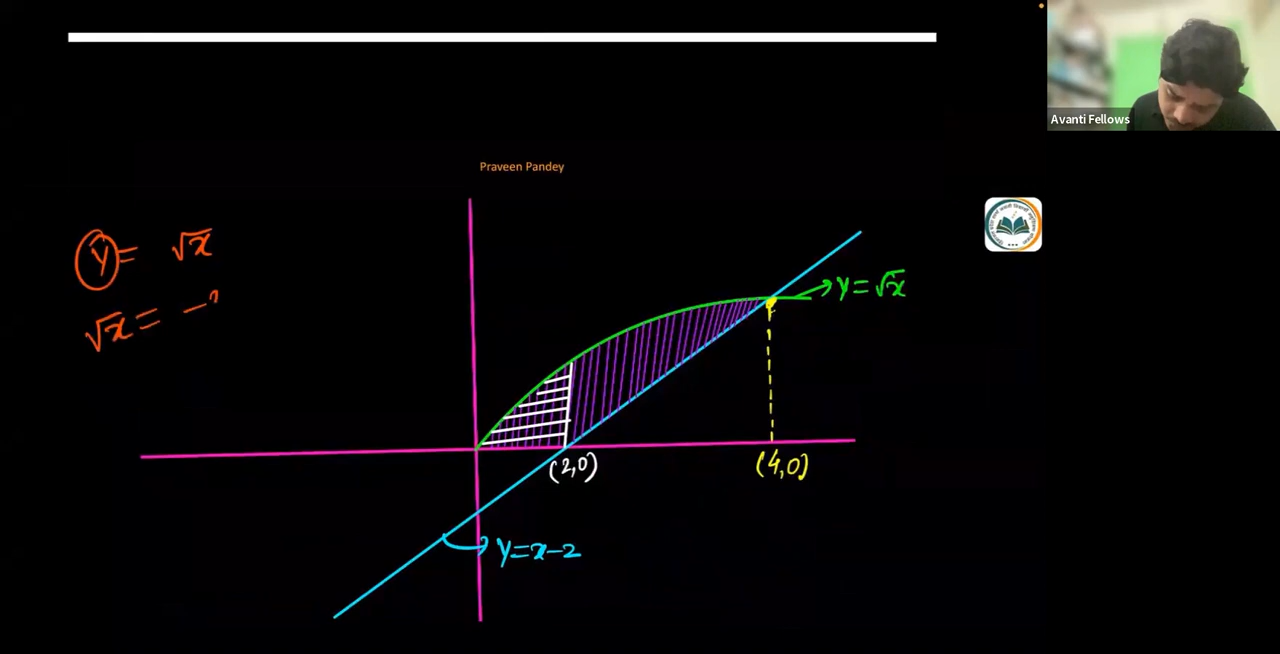 Avanti Fellows
Praveen Pandey
y = √x
√x = -
y = √x
(2,0)
(4,0)
y = x-2